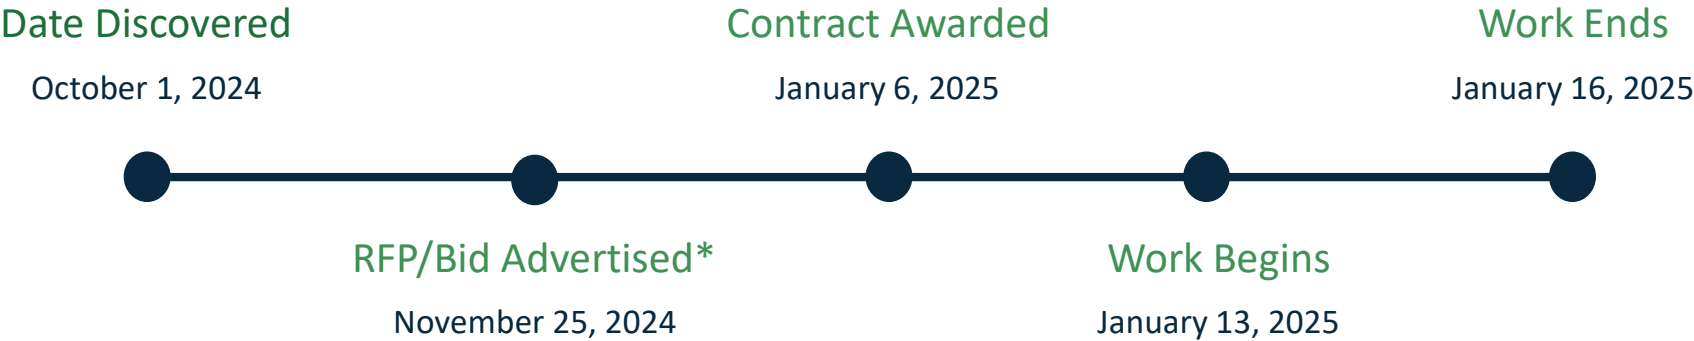 Date Discovered
October 1, 2024
RFP/Bid Advertised*
November 25, 2024
Contract Awarded
January 6, 2025
Work Begins
January 13, 2025
Work Ends
January 16, 2025